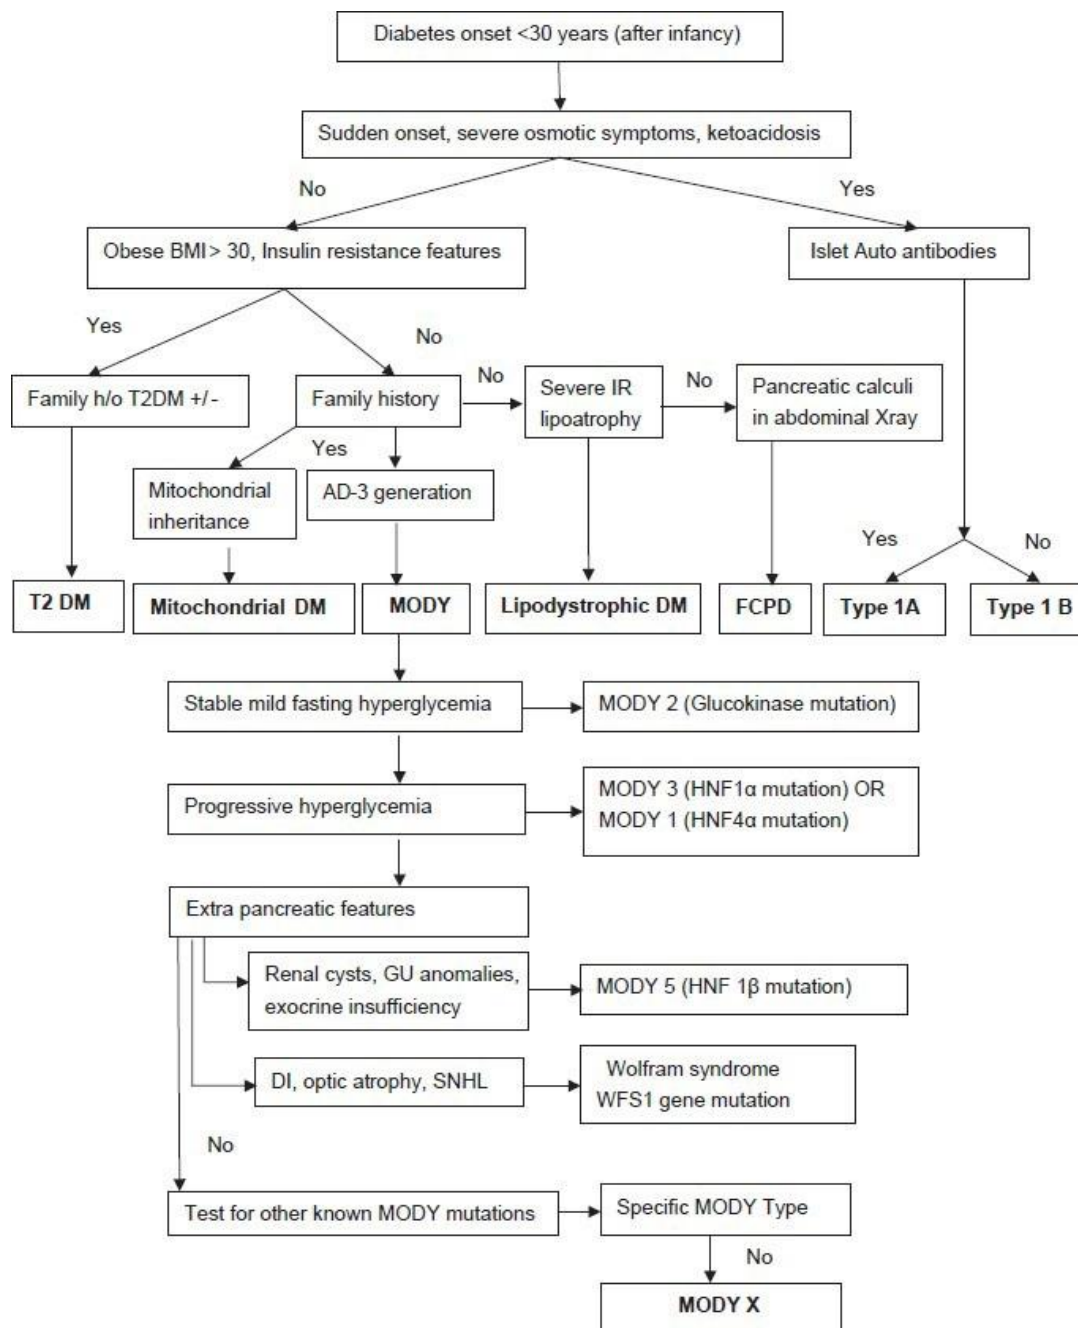 Diabetes onset <30 years (after infancy)
Sudden onset, severe osmotic symptoms, ketoacidosis
No
Yes
Obese BMI > 30, Insulin resistance features
Islet Auto antibodies
Yes
No
Family h/o T2DM +/-
Family history
No
Severe IR
lipoatrophy
No
Pancreatic calculi
in abdominal Xray
Yes
Mitochondrial
inheritance
AD-3 generation
Yes
No
T2 DM
Mitochondrial DM
MODY
Lipodystrophic DM
FCPD
Type 1A
Type 1 B
Stable mild fasting hyperglycemia
MODY 2 (Glucokinase mutation)
Progressive hyperglycemia
MODY 3 (HNF1α mutation) OR
MODY 1 (HNF4α mutation)
Extra pancreatic features
Renal cysts, GU anomalies,
exocrine insufficiency
MODY 5 (HNF 1β mutation)
DI, optic atrophy, SNHL
Wolfram syndrome
WFS1 gene mutation
No
Test for other known MODY mutations
Specific MODY Type
No
MODY X